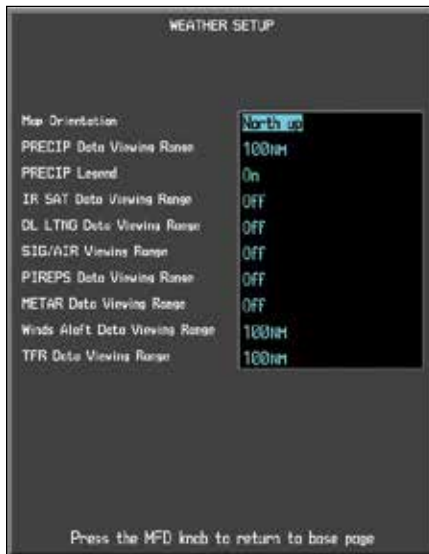 WEATHER SETUP
Map Orientation North up
PRECIP Data Viewing Range 100NM
PRECIP Legend On
IR SAT Data Viewing Range Off
DL LTNG Data Viewing Range Off
SIG/AIR Viewing Range Off
PIREPS Data Viewing Range Off
METAR Data Viewing Range Off
Winds Aloft Data Viewing Range 100NM
TFR Data Viewing Range 100NM
Press the MFD knob to return to base page